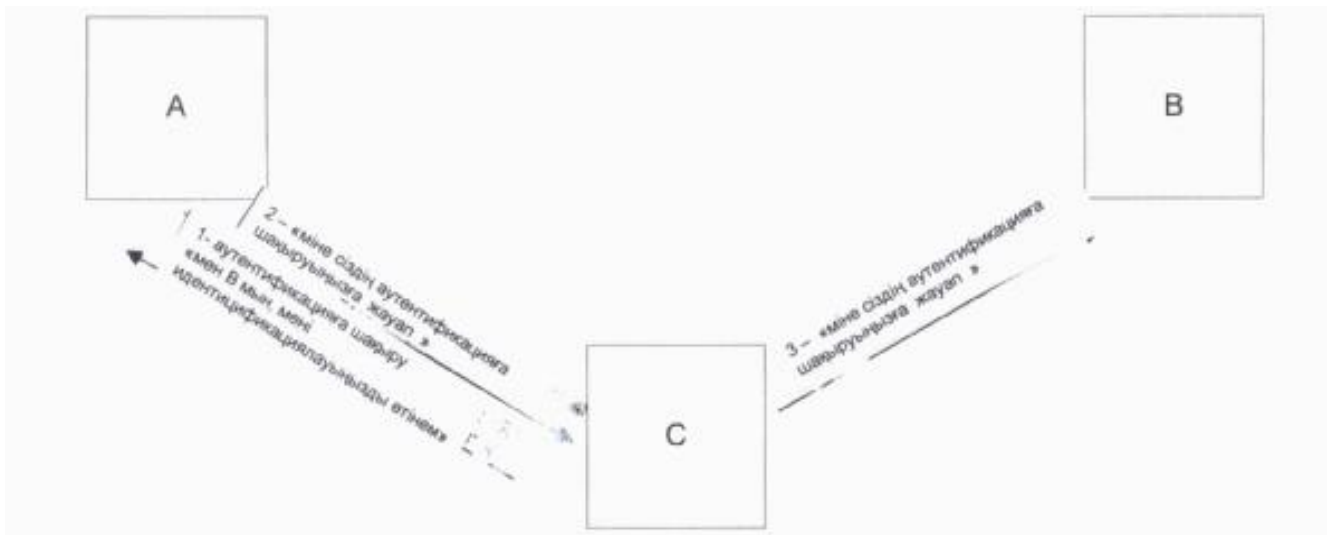 A
B
2 – «міне сіздің аутентификацияға
шақыруыңызға жауап »
1- аутентификацияға шақыру
«мен В мын, мені
идентицификациялауыңызды өтінем»
3 – «міне сіздің аутентификацияға
шақыруыңызға жауап »
C